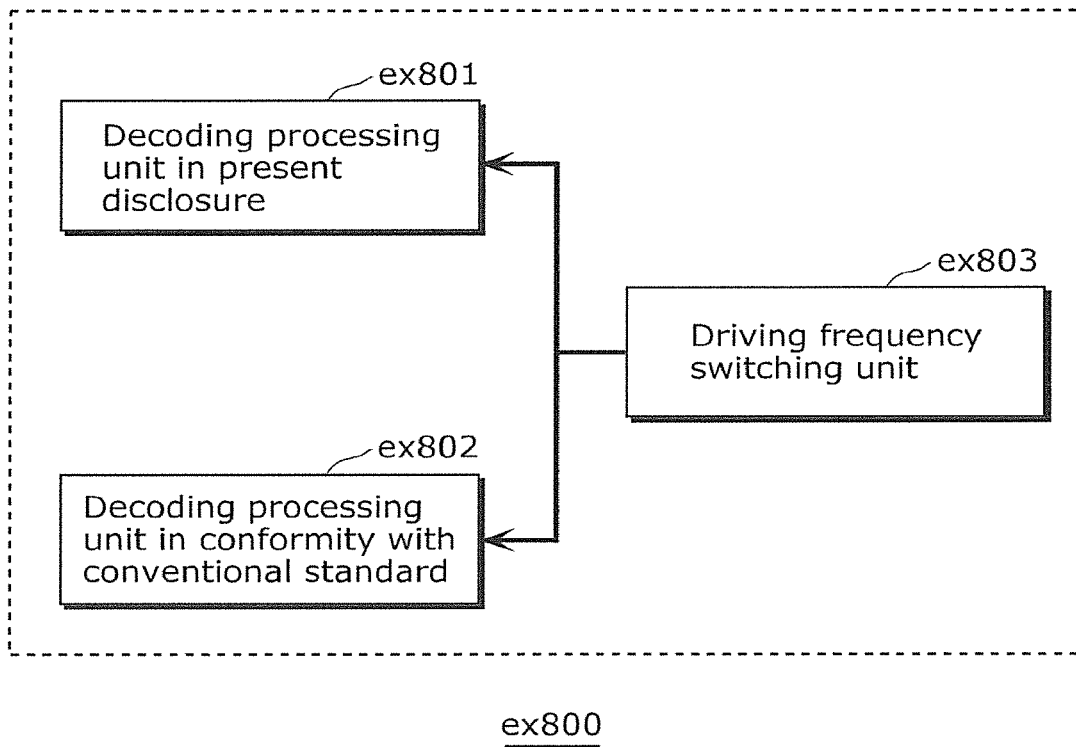 ex801
Decoding processing
unit in present
disclosure
ex803
Driving frequency
switching unit
ex802
Decoding processing
unit in conformity with
conventional standard
ex800